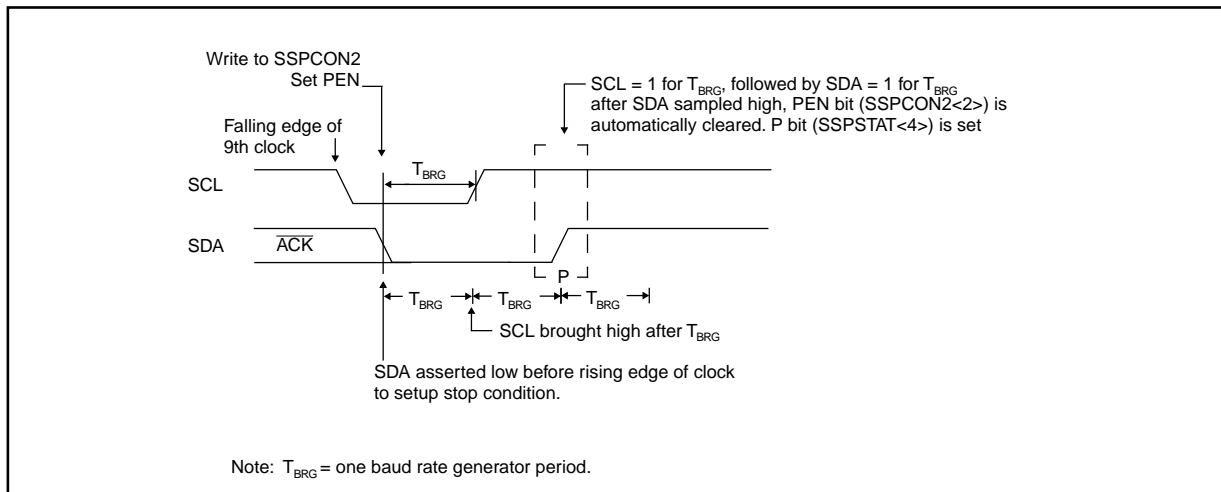 Write to SSPCON2
Set PEN
SCL = 1 for TBRG, followed by SDA = 1 for TBRG
after SDA sampled high, PEN bit (SSPCON2<2>) is
automatically cleared. P bit (SSPSTAT<4>) is set
Falling edge of
9th clock
TBRG
SCL
SDA
ACK
P
TBRG
TBRG
TBRG
SCL brought high after TBRG
SDA asserted low before rising edge of clock
to setup stop condition.
Note: TBRG = one baud rate generator period.